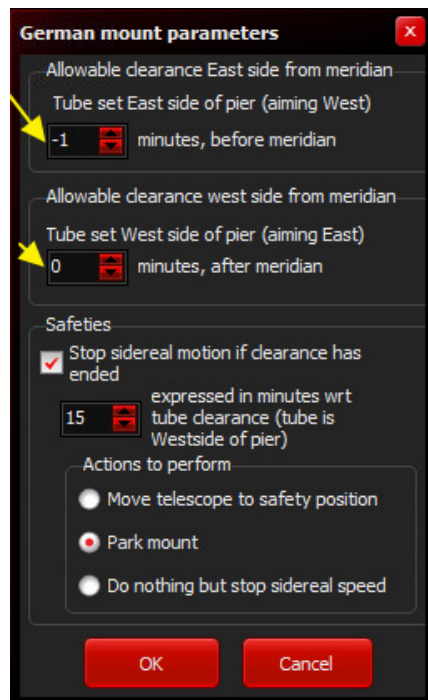 German mount parameters
Allowable clearance East side from meridian
Tube set East side of pier (aiming West)
-1 minutes, before meridian
Allowable clearance west side from meridian
Tube set West side of pier (aiming East)
0 minutes, after meridian
Safeties
Stop sidereal motion if clearance has
ended
expressed in minutes wrt
15 tube clearance (tube is
Westside of pier)
Actions to perform
Move telescope to safety position
Park mount
Do nothing but stop sidereal speed
OK Cancel